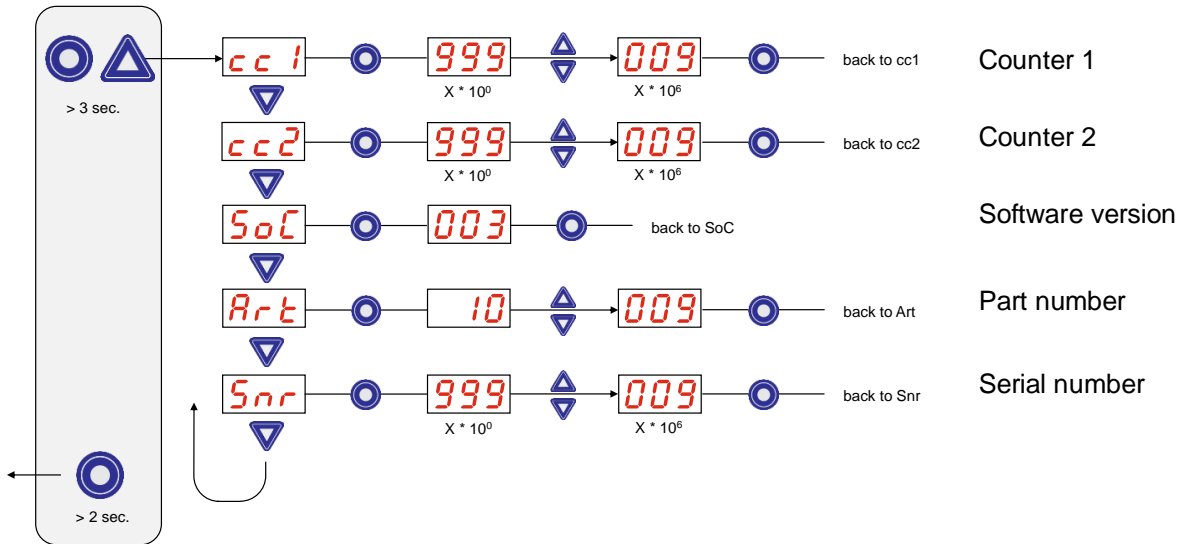 cc1 999 009 back to cc1 Counter 1
X * 10⁰ X * 10⁶
> 3 sec.
cc2 999 009 back to cc2 Counter 2
X * 10⁰ X * 10⁶
SoC 003 back to SoC Software version
Art 10 009 back to Art Part number
Snr 999 009 back to Snr Serial number
X * 10⁰ X * 10⁶
> 2 sec.